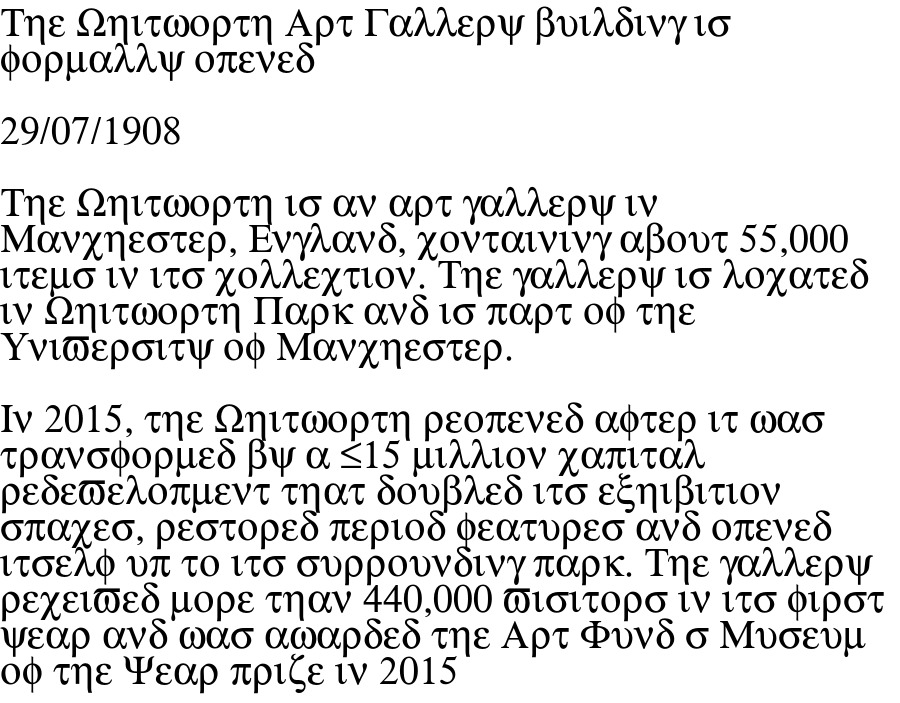 Τηε Ωηιτωορτη Αρτ Γαλλερψ βυιλδινγ ισ
φορμαλλψ οπενεδ
29/07/1908
Τηε Ωηιτωορτη ισ αν αρτ γαλλερψ ιν
Μανχηεστερ, Ενγλανδ, χονταινινγ αβουτ 55,000
ιτεμσ ιν ιτσ χολλεχτιον. Τηε γαλλερψ ισ λοχατεδ
ιν Ωηιτωορτη Παρκ ανδ ισ παρτ οφ τηε
Υνιϖερσιτψ οφ Μανχηεστερ.
Ιν 2015, τηε Ωηιτωορτη ρεοπενεδ αφτερ ιτ ωασ
τρανσφορμεδ βψ α ≤15 μιλλιον χαπιταλ
ρεδεϖελοπμεντ τηατ δουβλεδ ιτσ εξηιβιτιον
σπαχεσ, ρεστορεδ περιοδ φεατυρεσ ανδ οπενεδ
ιτσελφ υπ το ιτσ συρρουνδινγ παρκ. Τηε γαλλερψ
ρεχειϖεδ μορε τηαν 440,000 ϖισιτορσ ιν ιτσ φιρστ
ψεαρ ανδ ωασ αωαρδεδ τηε Αρτ Φυνδ σ Μυσευμ
οφ τηε Ψεαρ πριζε ιν 2015